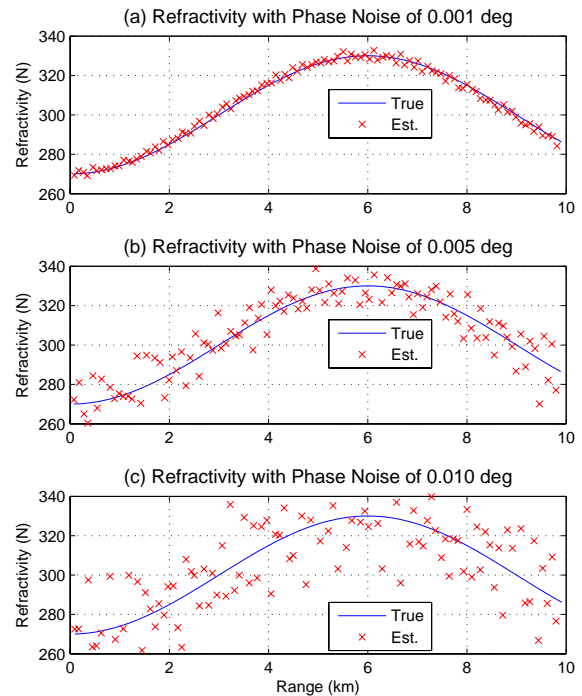 (a) Refractivity with Phase Noise of 0.001 deg
340
320
300
280
260
Refractivity (N)
True
Est.
0 2 4 6 8 10
(b) Refractivity with Phase Noise of 0.005 deg
340
320
300
280
260
Refractivity (N)
True
Est.
0 2 4 6 8 10
(c) Refractivity with Phase Noise of 0.010 deg
340
320
300
280
260
Refractivity (N)
True
Est.
0 2 4 6 8 10
Range (km)